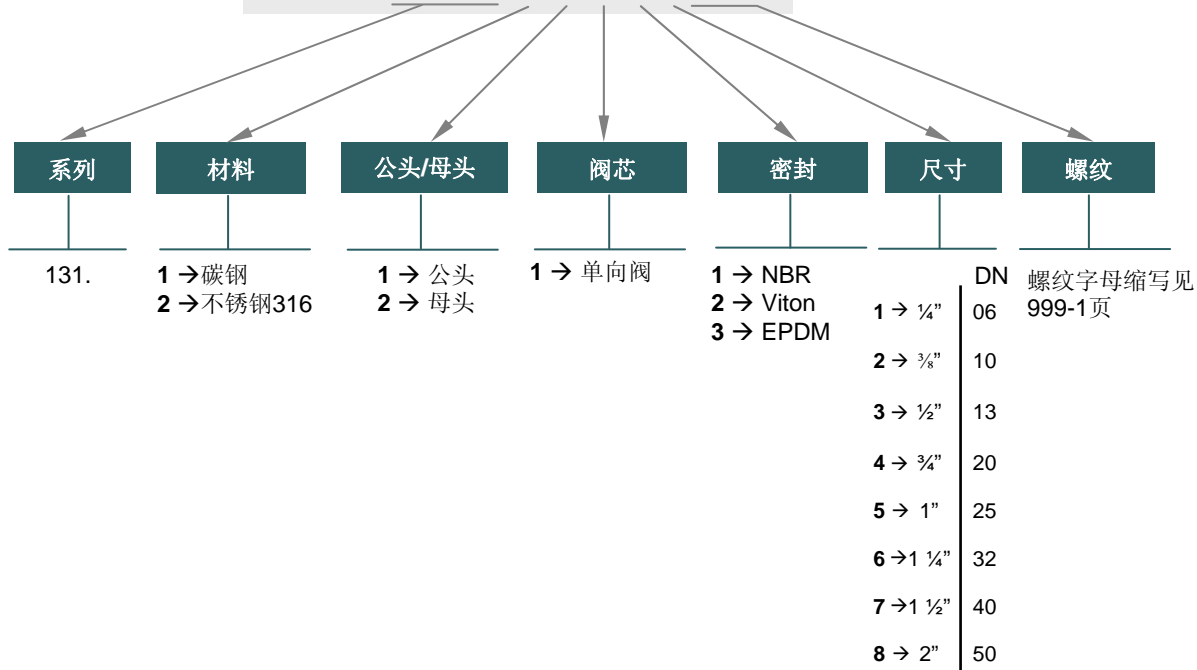 系列
材料
公头/母头
阀芯
密封
尺寸
螺纹
131.
1 →碳钢
2 →不锈钢316
1 → 公头
2 → 母头
1 → 单向阀
1 → NBR
2 → Viton
3 → EPDM
DN
1 → ¼” 06
2 → ⅜” 10
3 → ½” 13
4 → ¾” 20
5 → 1” 25
6 →1 ¼” 32
7 →1 ½” 40
8 → 2” 50
螺纹字母缩写见
999-1页